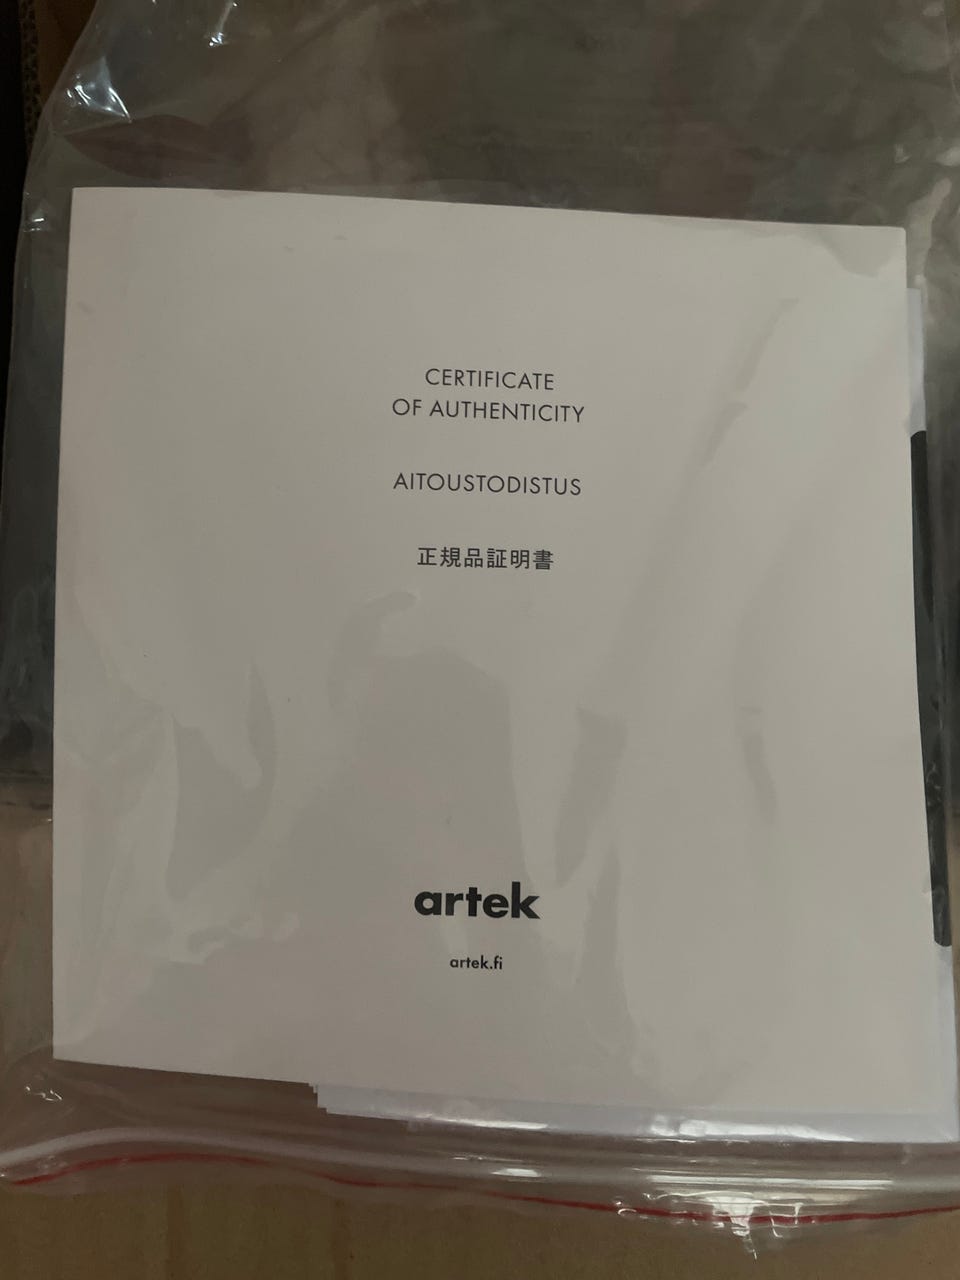 CERTIFICATE
OF AUTHENTICITY
AITOUSTODISTUS
正規品証明書
artek
artek.fi